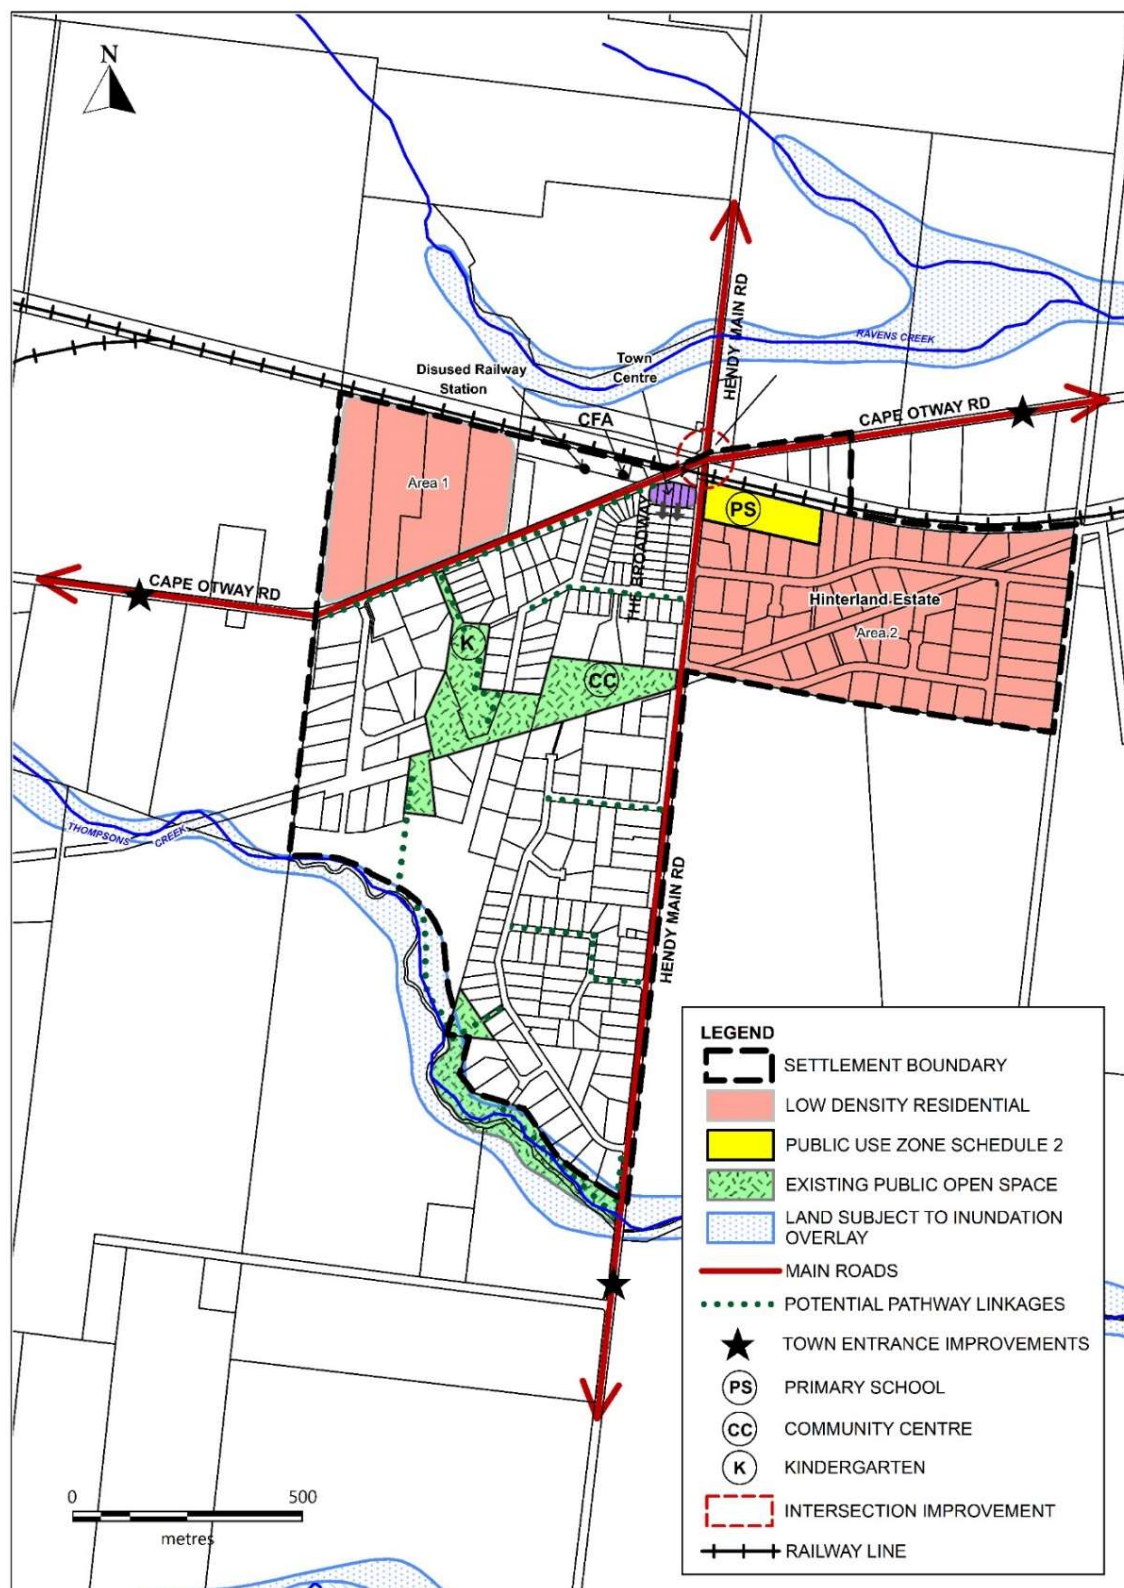 N
HENDY MAIN RD
RAVENS CREEK
Disused Railway
Station
Town
Centre
CFA
CAPE OTWAY RD
Area 1
PS
THE BROADWAY
CAPE OTWAY RD
Hinterland Estate
Area 2
K
CC
THOMPSONS CREEK
HENDY MAIN RD
LEGEND
SETTLEMENT BOUNDARY
LOW DENSITY RESIDENTIAL
PUBLIC USE ZONE SCHEDULE 2
EXISTING PUBLIC OPEN SPACE
LAND SUBJECT TO INUNDATION
OVERLAY
MAIN ROADS
POTENTIAL PATHWAY LINKAGES
TOWN ENTRANCE IMPROVEMENTS
PS PRIMARY SCHOOL
CC COMMUNITY CENTRE
K KINDERGARTEN
INTERSECTION IMPROVEMENT
RAILWAY LINE
0 500
metres